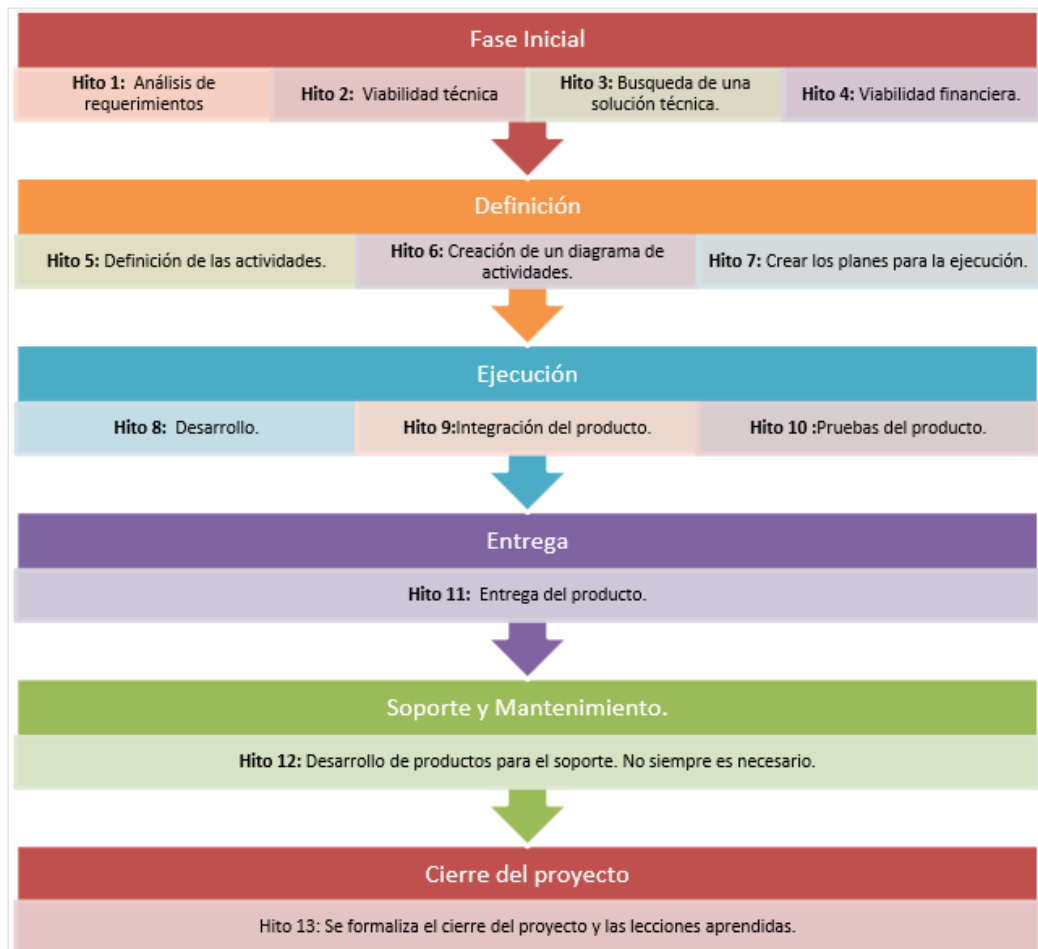 Fase Inicial
Hito 1: Análisis de
requerimientos
Hito 2: Viabilidad técnica
Hito 3: Busqueda de una
solución técnica.
Hito 4: Viabilidad financiera.
Definición
Hito 5: Definición de las actividades.
Hito 6: Creación de un diagrama de
actividades.
Hito 7: Crear los planes para la ejecución.
Ejecución
Hito 8: Desarrollo.
Hito 9:Integración del producto.
Hito 10 :Pruebas del producto.
Entrega
Hito 11: Entrega del producto.
Soporte y Mantenimiento.
Hito 12: Desarrollo de productos para el soporte. No siempre es necesario.
Cierre del proyecto
Hito 13: Se formaliza el cierre del proyecto y las lecciones aprendidas.